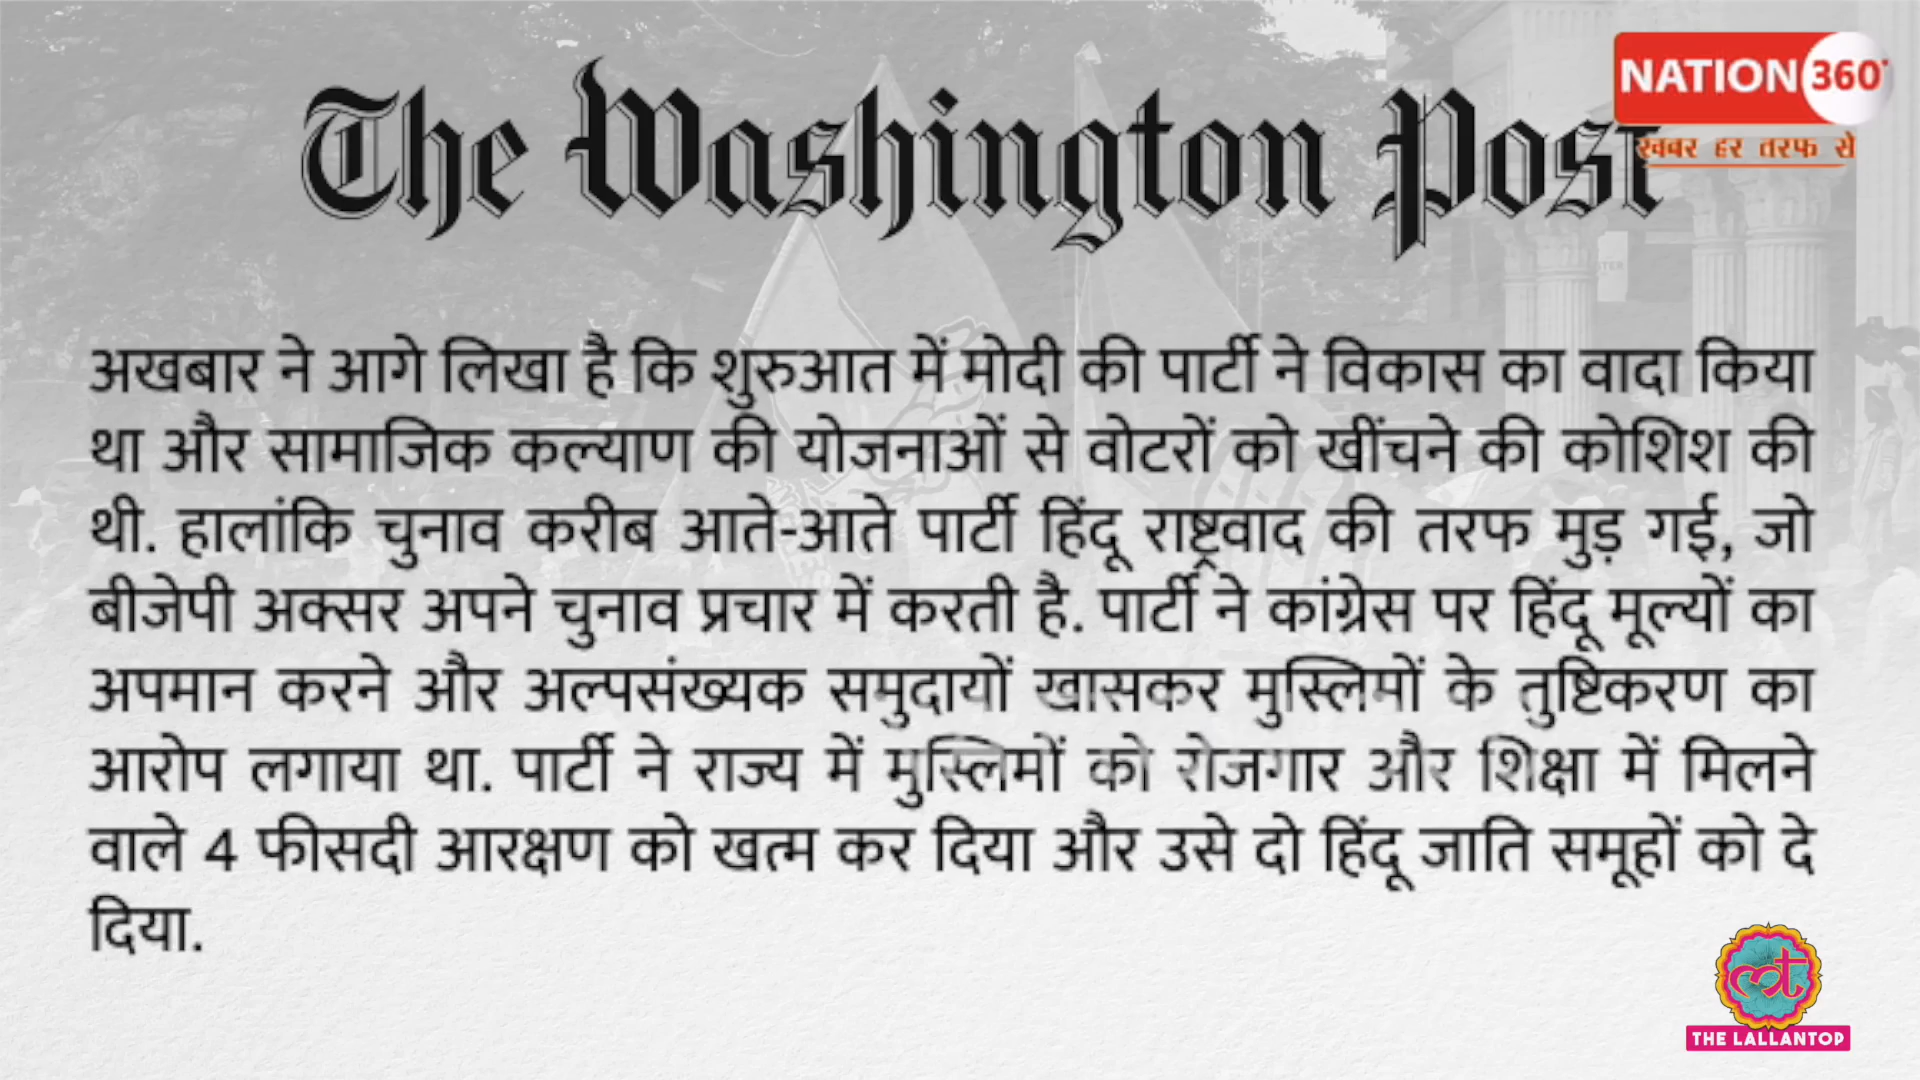 The Washington Post
NATION 360°
खबर हर तरफ से
अखबार ने आगे लिखा है कि शुरुआत में मोदी की पार्टी ने विकास का वादा किया
था और सामाजिक कल्याण की योजनाओं से वोटरों को खींचने की कोशिश की
थी. हालांकि चुनाव करीब आते-आते पार्टी हिंदू राष्ट्रवाद की तरफ मुड़ गई, जो
बीजेपी अक्सर अपने चुनाव प्रचार में करती है. पार्टी ने कांग्रेस पर हिंदू मूल्यों का
अपमान करने और अल्पसंख्यक समुदायों खासकर मुस्लिमों के तुष्टिकरण का
आरोप लगाया था. पार्टी ने राज्य में मुस्लिमों को रोजगार और शिक्षा में मिलने
वाले 4 फीसदी आरक्षण को खत्म कर दिया और उसे दो हिंदू जाति समूहों को दे
दिया.
THE LALLANTOP